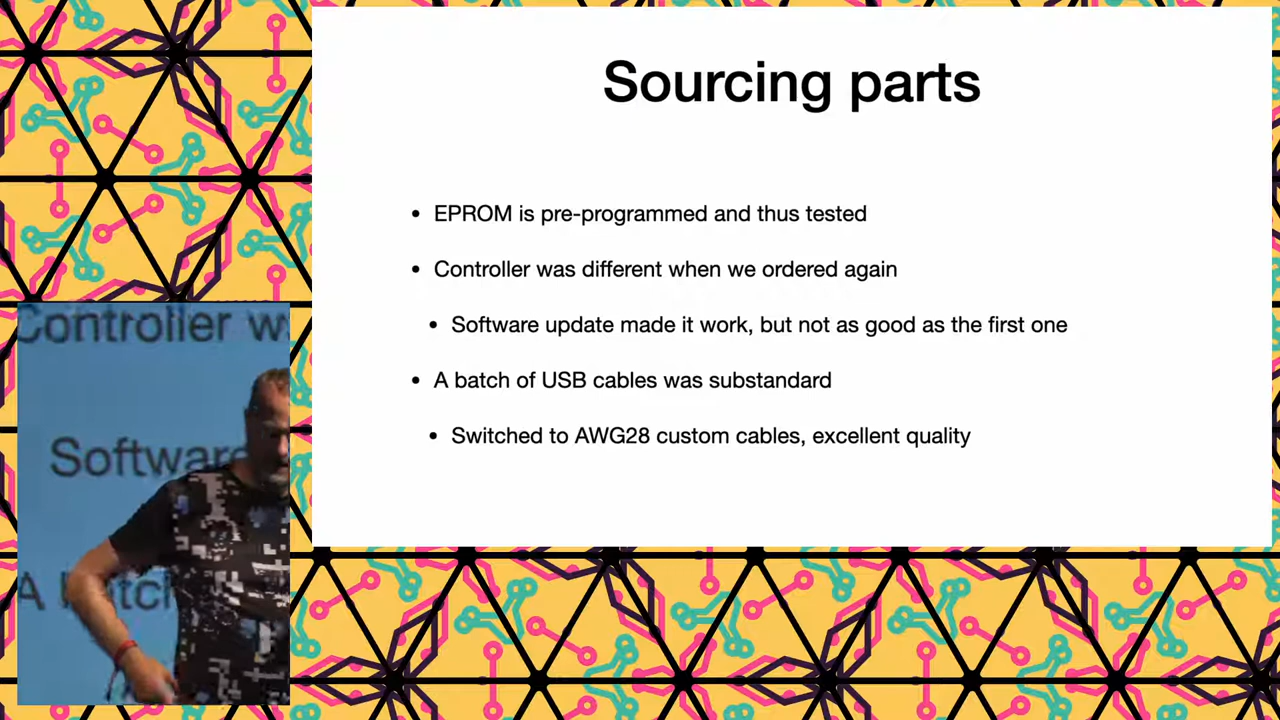 Sourcing parts
• EPROM is pre-programmed and thus tested
• Controller was different when we ordered again
• Software update made it work, but not as good as the first one
• A batch of USB cables was substandard
• Switched to AWG28 custom cables, excellent quality
Controller w
Software
A batch